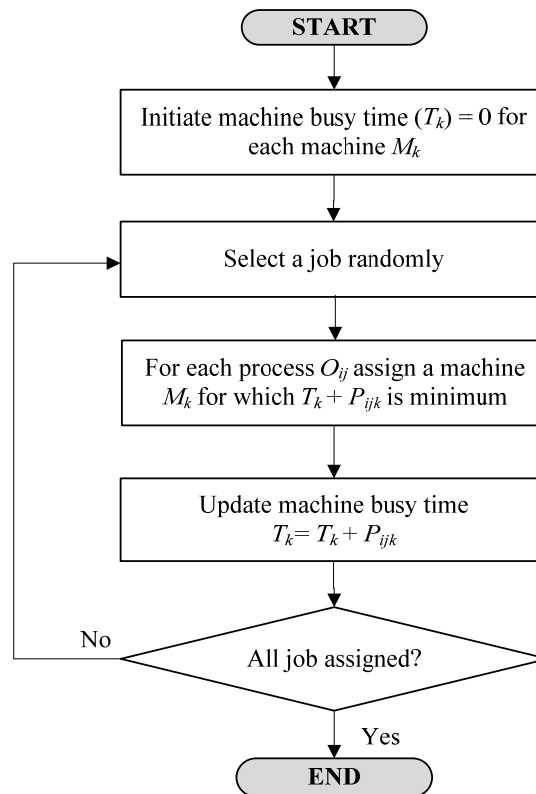 START
Initiate machine busy time (Tₖ) = 0 for
each machine Mₖ
Select a job randomly
For each process Oᵢⱼ assign a machine
Mₖ for which Tₖ + Pᵢⱼₖ is minimum
Update machine busy time
Tₖ= Tₖ + Pᵢⱼₖ
No
All job assigned?
Yes
END